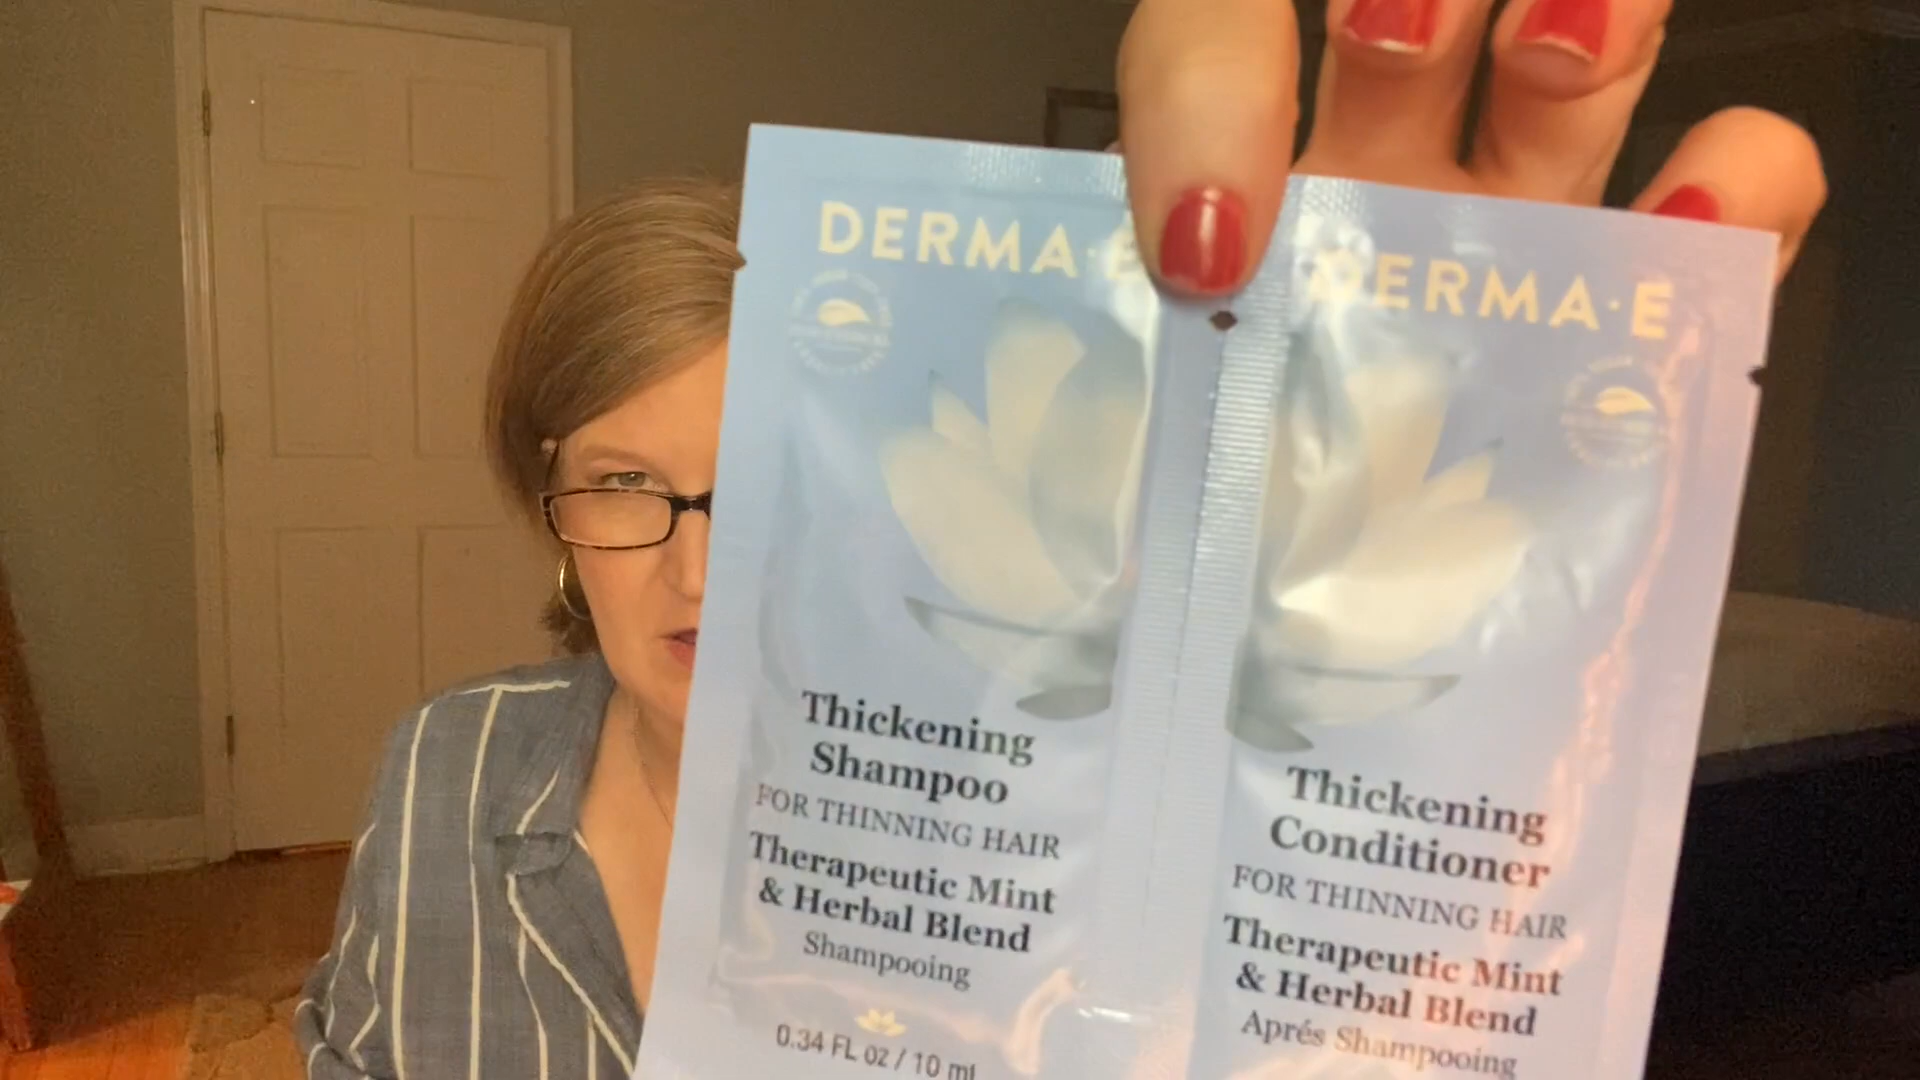 DERMA·E
Thickening
Shampoo
FOR THINNING HAIR
Therapeutic Mint
& Herbal Blend
Shampooing
0.34 FL oz / 10 ml
DERMA·E
Thickening
Conditioner
FOR THINNING HAIR
Therapeutic Mint
& Herbal Blend
Aprés Shampooing